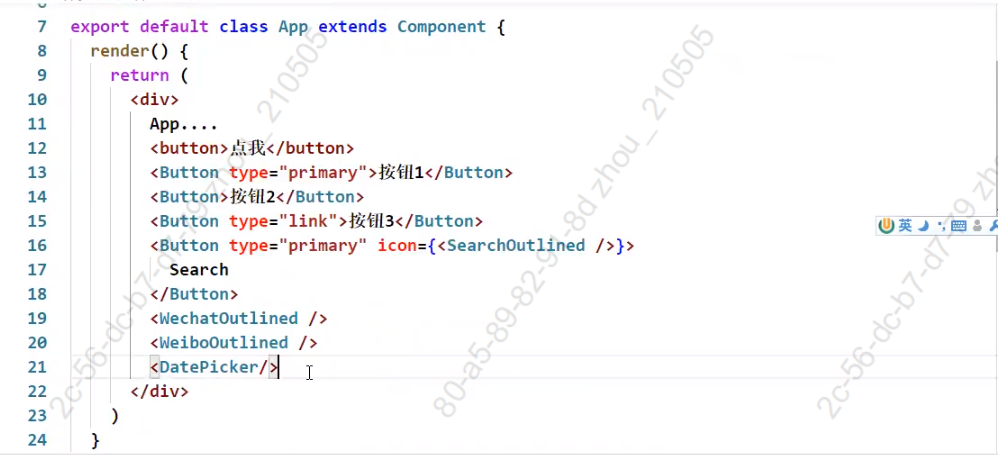 7 export default class App extends Component {
8 render() {
9 return (
10 <div>
11 App....
12 <button>点我</button>
13 <Button type="primary">按钮1</Button>
14 <Button>按钮2</Button>
15 <Button type="link">按钮3</Button>
16 <Button type="primary" icon={<SearchOutlined />}>
17 Search
18 </Button>
19 <WechatOutlined />
20 <WeiboOutlined />
21 <DatePicker/>
22 </div>
23 )
24 }
英
2c-56-dc-b7-d7-79 zhou_ 210505
80-a5-89-82-91-8d zhou_ 210505
2c-56-dc-b7-d7-79 zho